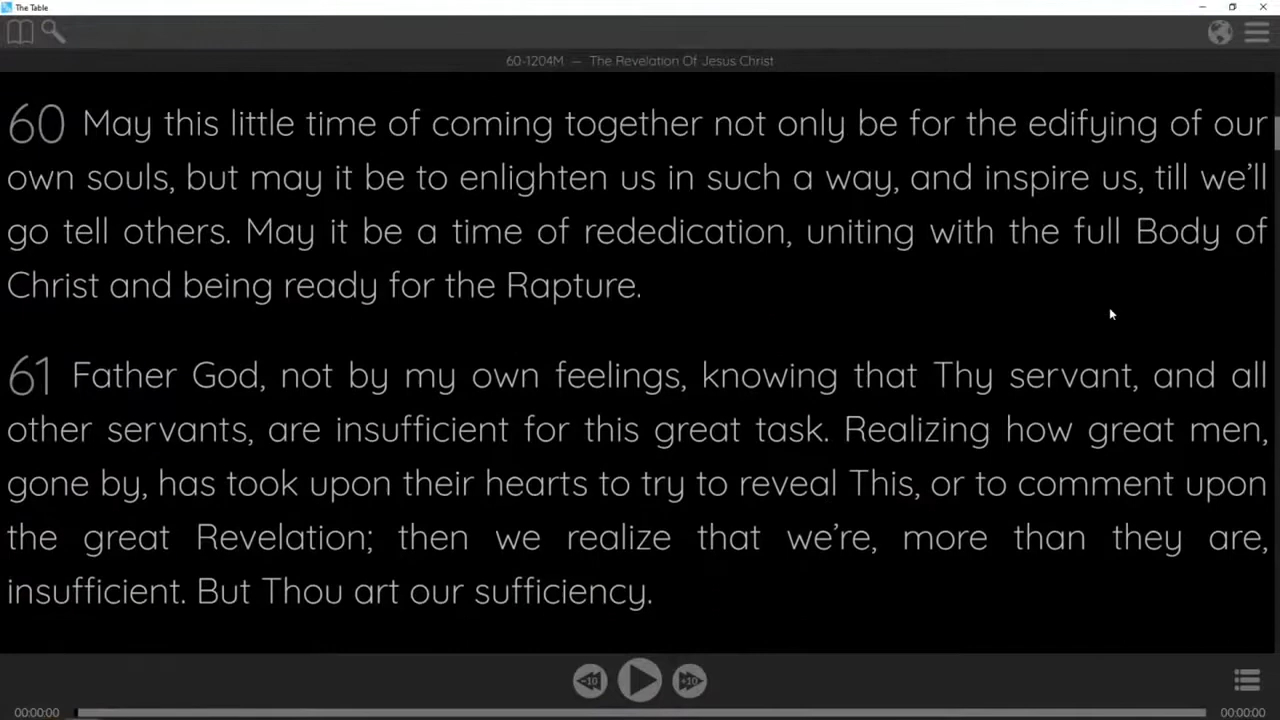 The Table
60-1204M — The Revelation Of Jesus Christ
60 May this little time of coming together not only be for the edifying of our
own souls, but may it be to enlighten us in such a way, and inspire us, till we'll
go tell others. May it be a time of rededication, uniting with the full Body of
Christ and being ready for the Rapture.
61 Father God, not by my own feelings, knowing that Thy servant, and all
other servants, are insufficient for this great task. Realizing how great men,
gone by, has took upon their hearts to try to reveal This, or to comment upon
the great Revelation; then we realize that we're, more than they are,
insufficient. But Thou art our sufficiency.
-10 +10
00:00:00 00:00:00